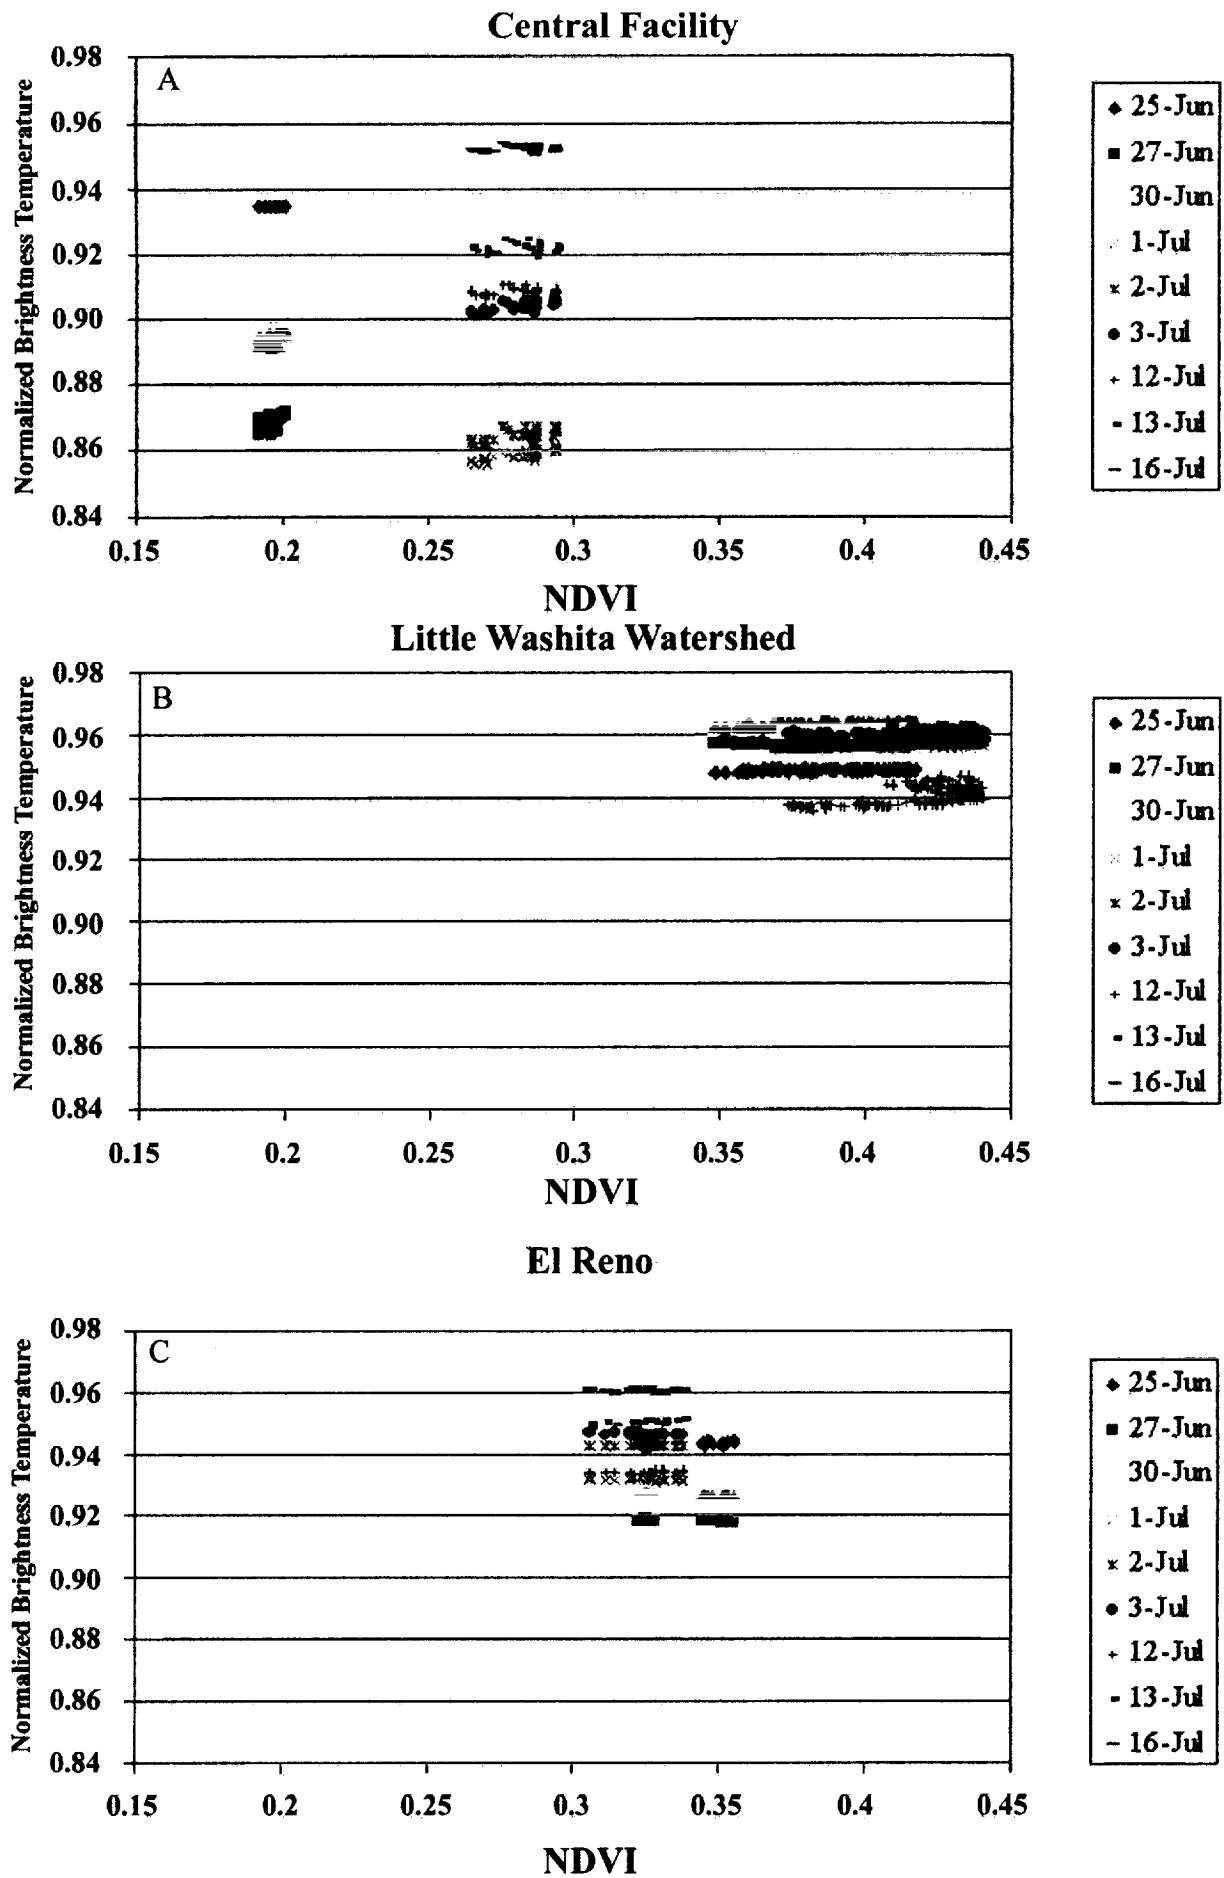 Central Facility
Normalized Brightness Temperature
A
0.98
0.96
0.94
0.92
0.90
0.88
0.86
0.84
0.15 0.2 0.25 0.3 0.35 0.4 0.45
NDVI
25-Jun
27-Jun
30-Jun
1-Jul
2-Jul
3-Jul
12-Jul
13-Jul
16-Jul
Little Washita Watershed
Normalized Brightness Temperature
B
0.98
0.96
0.94
0.92
0.90
0.88
0.86
0.84
0.15 0.2 0.25 0.3 0.35 0.4 0.45
NDVI
25-Jun
27-Jun
30-Jun
1-Jul
2-Jul
3-Jul
12-Jul
13-Jul
16-Jul
El Reno
Normalized Brightness Temperature
C
0.98
0.96
0.94
0.92
0.90
0.88
0.86
0.84
0.15 0.2 0.25 0.3 0.35 0.4 0.45
NDVI
25-Jun
27-Jun
30-Jun
1-Jul
2-Jul
3-Jul
12-Jul
13-Jul
16-Jul